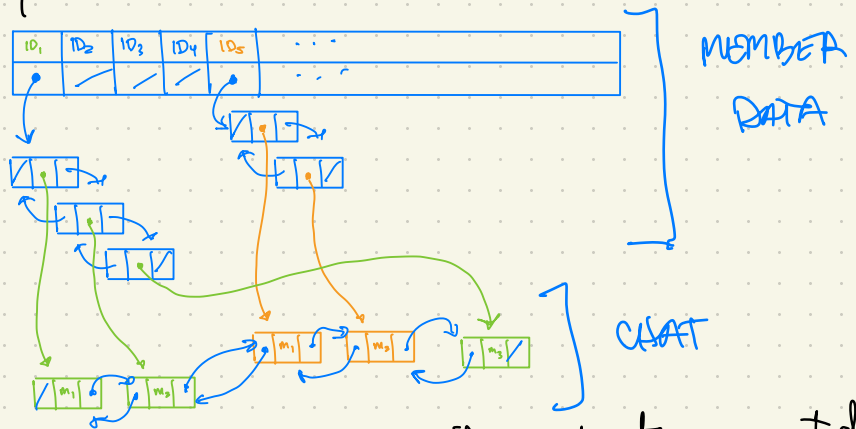 ID₁ ID₂ ID₃ ID₄ ID₅ ...
...
MEMBER
DATA
CHAT
m₁ m₂ m₃
m₁ m₂